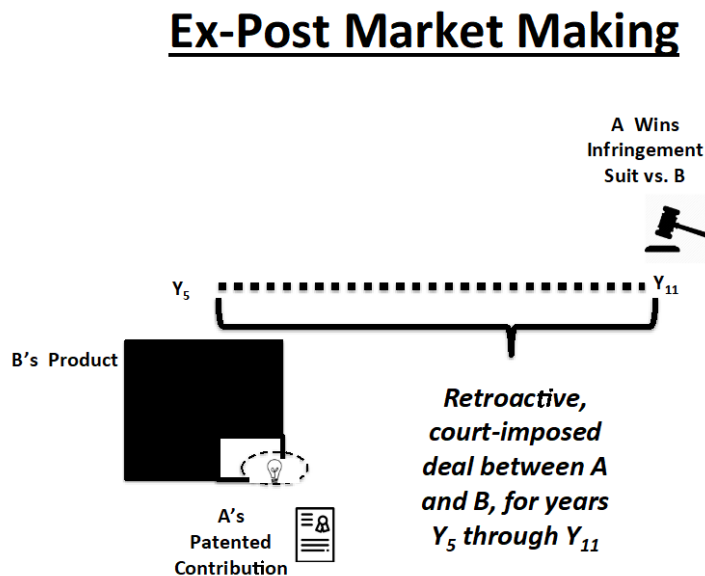 Ex-Post Market Making
A Wins
Infringement
Suit vs. B
Y₅
Y₁₁
B's Product
Retroactive,
court-imposed
deal between A
and B, for years
Y₅ through Y₁₁
A's
Patented
Contribution